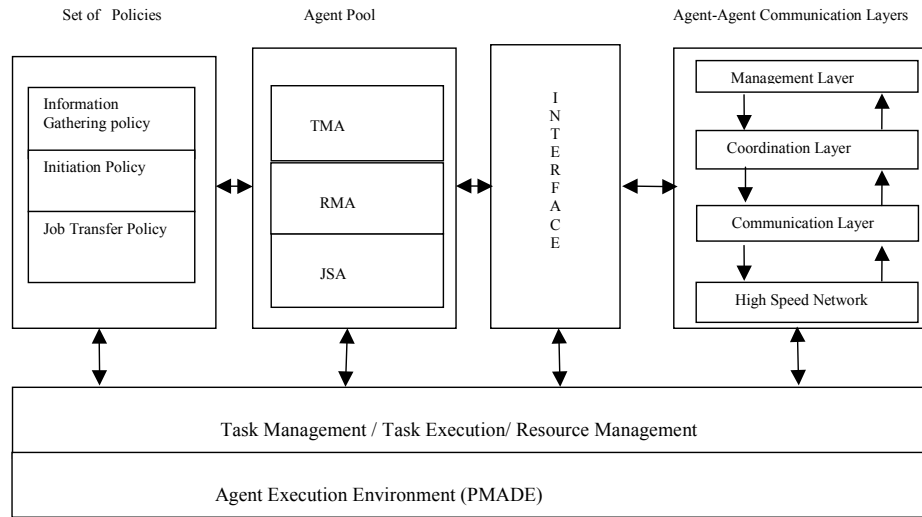 Set of Policies
Agent Pool
Agent-Agent Communication Layers
Information
Gathering policy
Initiation Policy
Job Transfer Policy
TMA
RMA
JSA
I
N
T
E
R
F
A
C
E
Management Layer
Coordination Layer
Communication Layer
High Speed Network
Task Management / Task Execution/ Resource Management
Agent Execution Environment (PMADE)